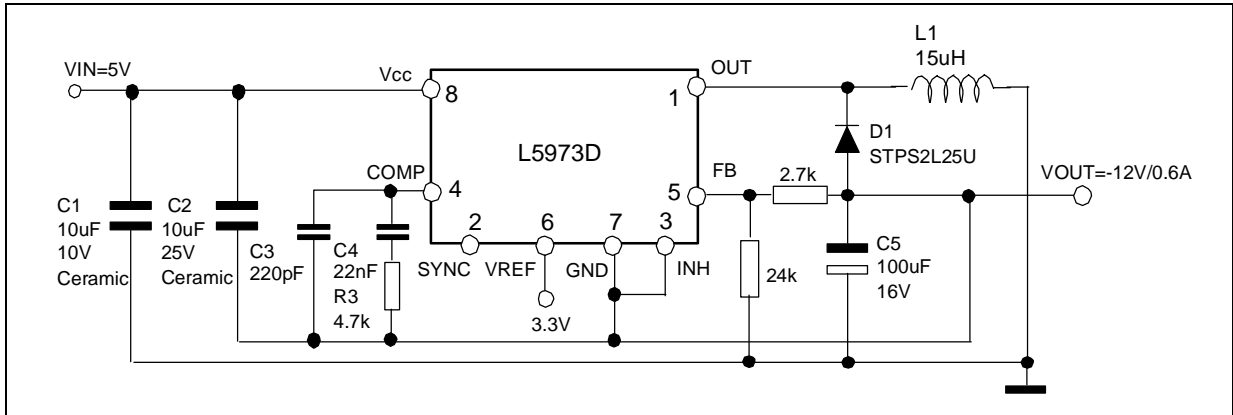 L1
15uH
VIN=5V
Vcc
OUT
8
1
D1
STPS2L25U
L5973D
COMP
FB
2.7k
VOUT=-12V/0.6A
4
5
C1
10uF
10V
Ceramic
C2
10uF
25V
Ceramic
C3
220pF
C4
22nF
R3
4.7k
2
6
7
3
SYNC
VREF
GND
INH
3.3V
24k
C5
100uF
16V